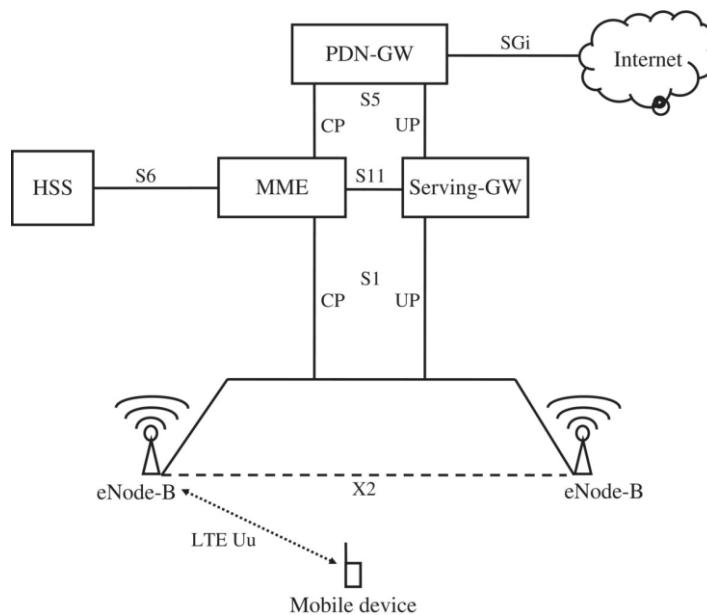 PDN-GW
SGi
Internet
S5
CP
UP
HSS
S6
MME
S11
Serving-GW
S1
CP
UP
eNode-B
X2
eNode-B
LTE Uu
Mobile device